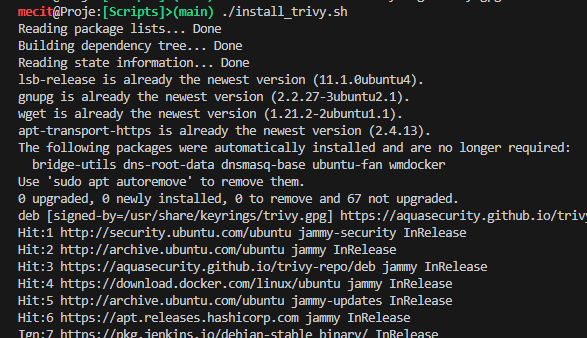 mecit@Proje:[Scripts]>(main) ./install_trivy.sh
Reading package lists... Done
Building dependency tree... Done
Reading state information... Done
lsb-release is already the newest version (11.1.0ubuntu4).
gnupg is already the newest version (2.2.27-3ubuntu2.1).
wget is already the newest version (1.21.2-2ubuntu1.1).
apt-transport-https is already the newest version (2.4.13).
The following packages were automatically installed and are no longer required:
  bridge-utils dns-root-data dnsmasq-base ubuntu-fan wmdocker
Use 'sudo apt autoremove' to remove them.
0 upgraded, 0 newly installed, 0 to remove and 67 not upgraded.
deb [signed-by=/usr/share/keyrings/trivy.gpg] https://aquasecurity.github.io/trivy
Hit:1 http://security.ubuntu.com/ubuntu jammy-security InRelease
Hit:2 http://archive.ubuntu.com/ubuntu jammy InRelease
Hit:3 https://aquasecurity.github.io/trivy-repo/deb jammy InRelease
Hit:4 https://download.docker.com/linux/ubuntu jammy InRelease
Hit:5 http://archive.ubuntu.com/ubuntu jammy-updates InRelease
Hit:6 https://apt.releases.hashicorp.com jammy InRelease
Ign:7 https://pkg.jenkins.io/debian-stable binary/ InRelease